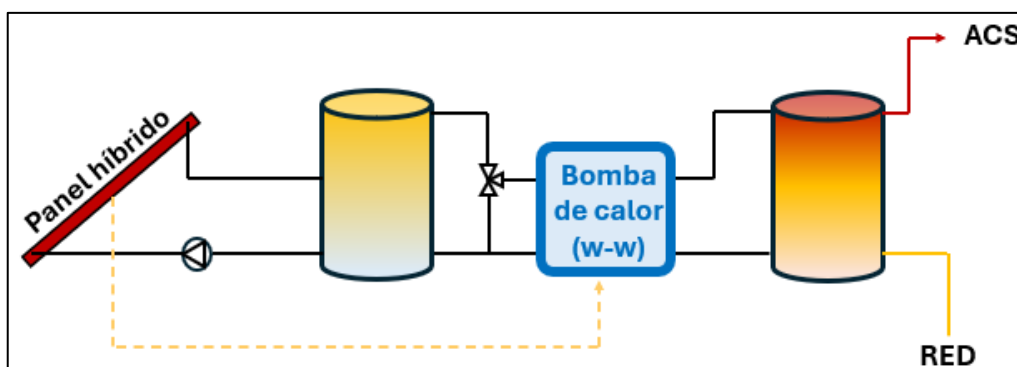 ACS
Panel híbrido
Bomba
de calor
(w-w)
RED